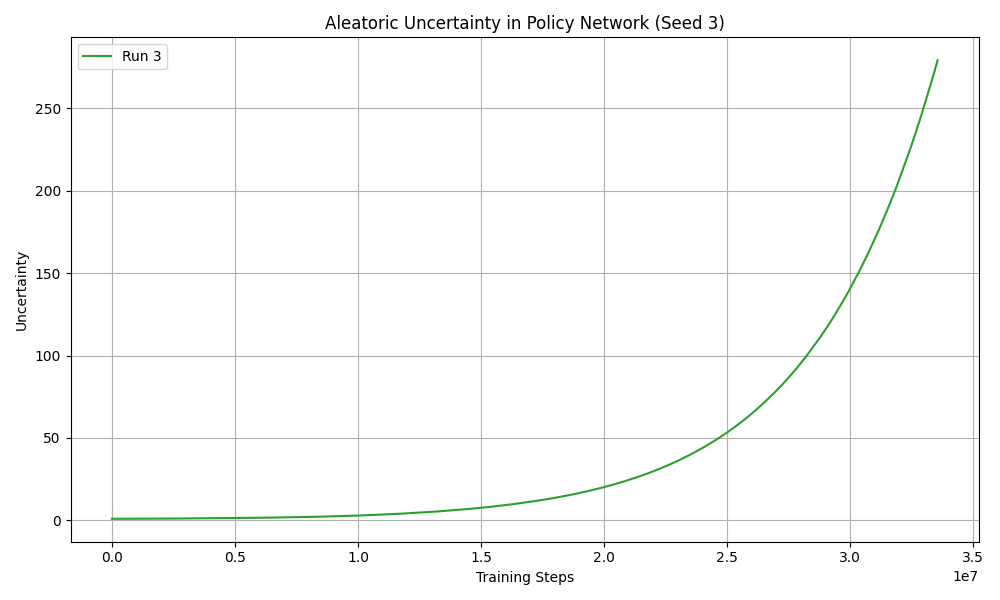 Aleatoric Uncertainty in Policy Network (Seed 3)
Run 3
Uncertainty
250
200
150
100
50
0
0.0 0.5 1.0 1.5 2.0 2.5 3.0 3.5
1e7
Training Steps